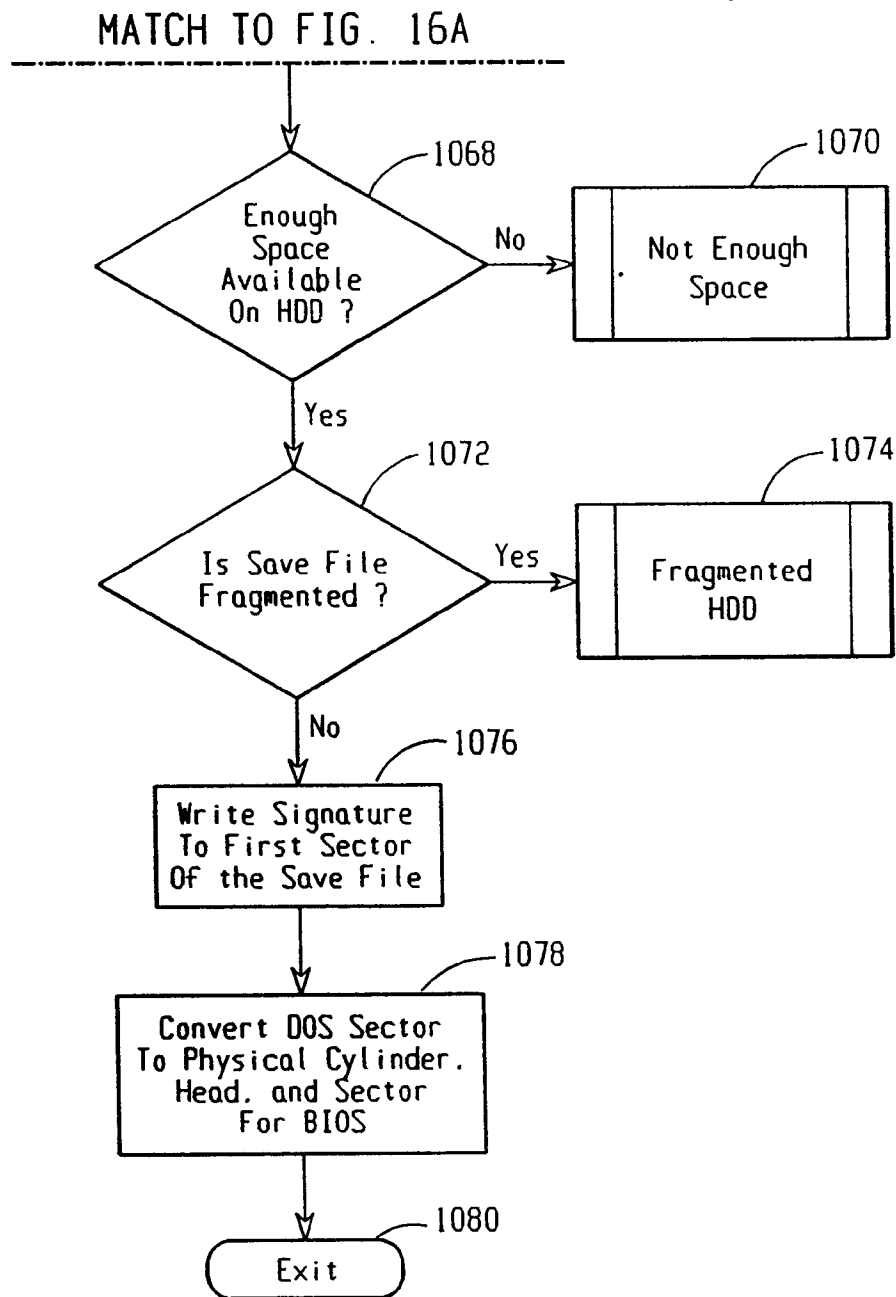 MATCH TO FIG. 16A
1068
1070
Enough
Space
Available
On HDD ?
No
Not Enough
Space
Yes
1072
1074
Is Save File
Fragmented ?
Yes
Fragmented
HDD
No
1076
Write Signature
To First Sector
Of the Save File
1078
Convert DOS Sector
To Physical Cylinder.
Head. and Sector
For BIOS
1080
Exit